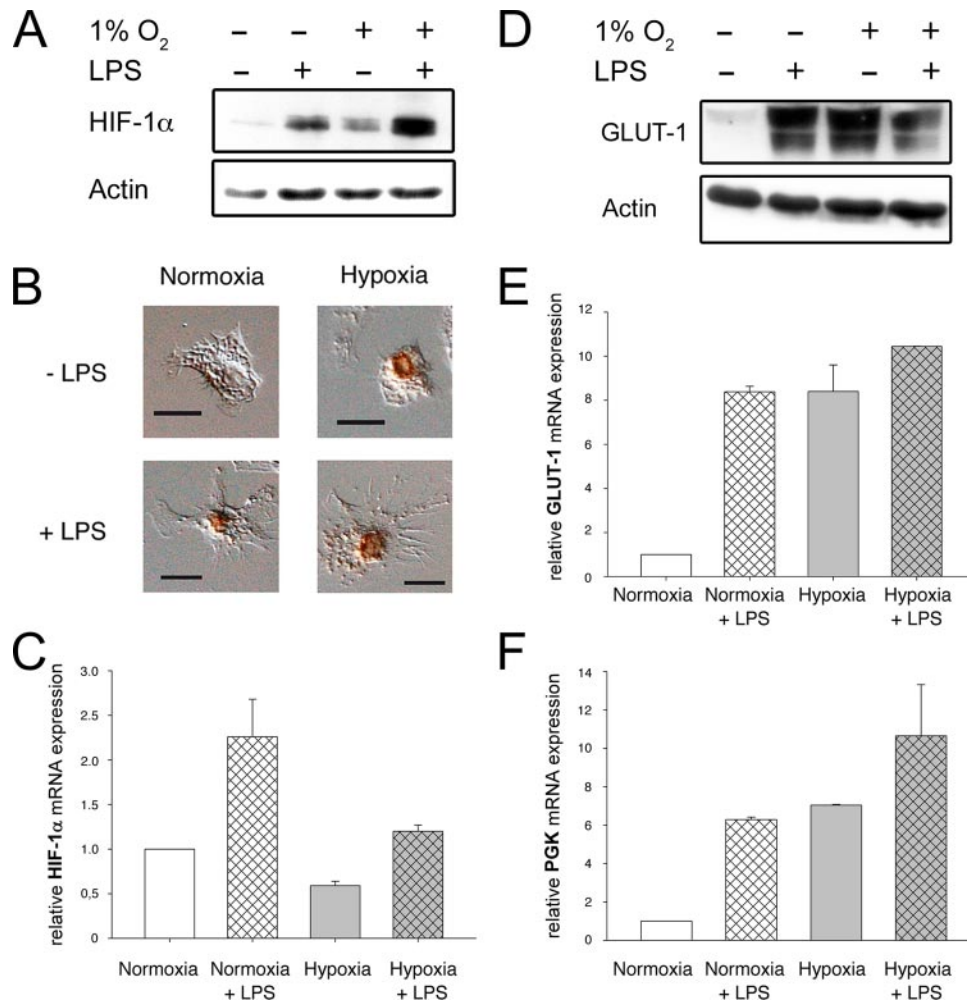 A
1% O2 – – + +
LPS – + – +
HIF-1α
Actin
B
Normoxia Hypoxia
- LPS
+ LPS
C
relative HIF-1α mRNA expression
3.0
2.5
2.0
1.5
1.0
0,5
0
Normoxia Normoxia Hypoxia Hypoxia
+ LPS + LPS
D
1% O2 – – + +
LPS – + – +
GLUT-1
Actin
E
relative GLUT-1 mRNA expression
12
10
8
6
4
2
0
Normoxia Normoxia Hypoxia Hypoxia
+ LPS + LPS
F
relative PGK mRNA expression
14
12
10
8
6
4
2
0
Normoxia Normoxia Hypoxia Hypoxia
+ LPS + LPS